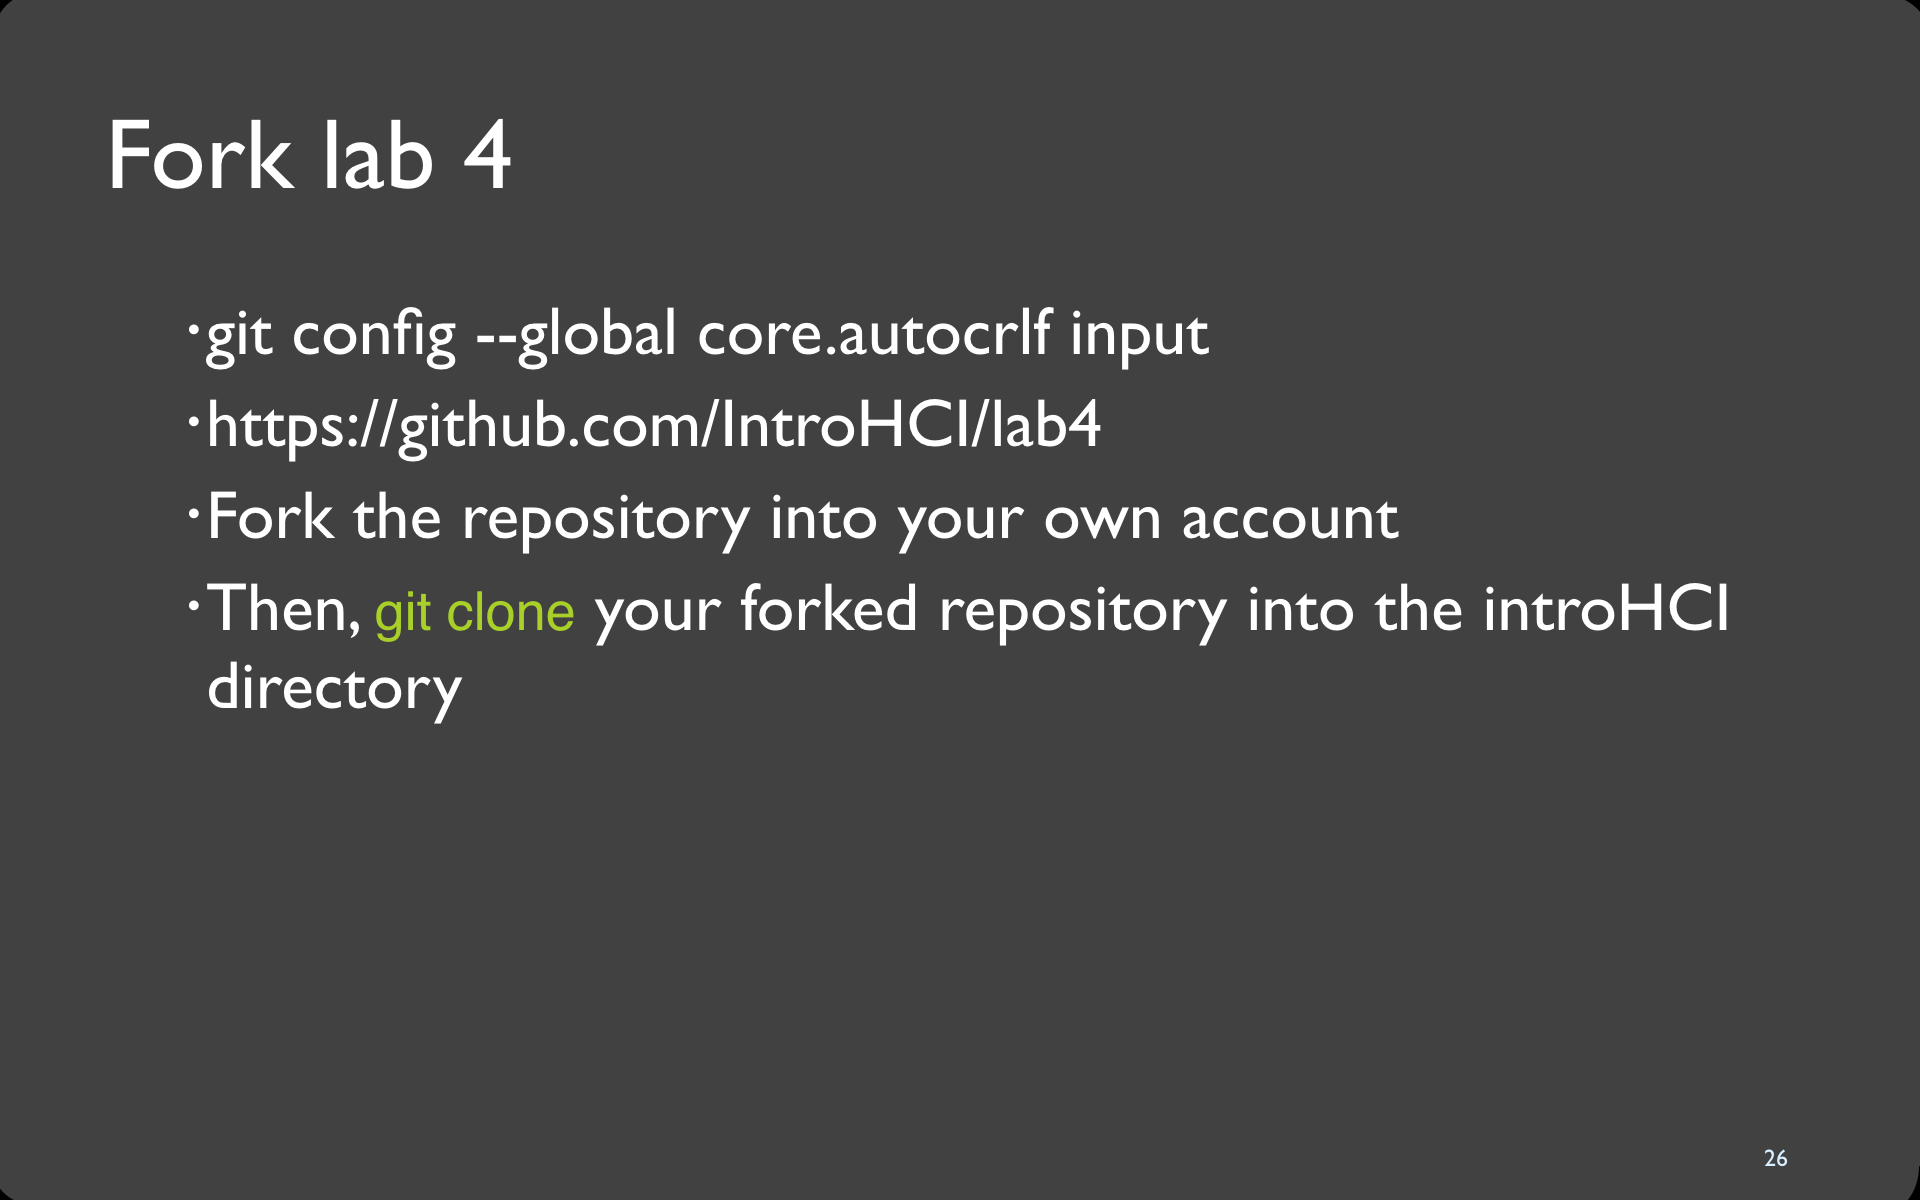 Fork lab 4
·git config --global core.autocrlf input
·https://github.com/IntroHCI/lab4
·Fork the repository into your own account
·Then, git clone your forked repository into the introHCI
directory
26